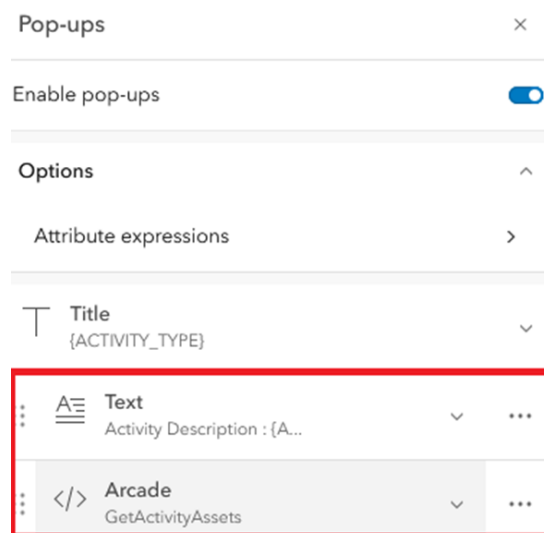 Pop-ups
Enable pop-ups
Options
Attribute expressions
Title
{ACTIVITY_TYPE}
Text
Activity Description : {A...
Arcade
GetActivityAssets